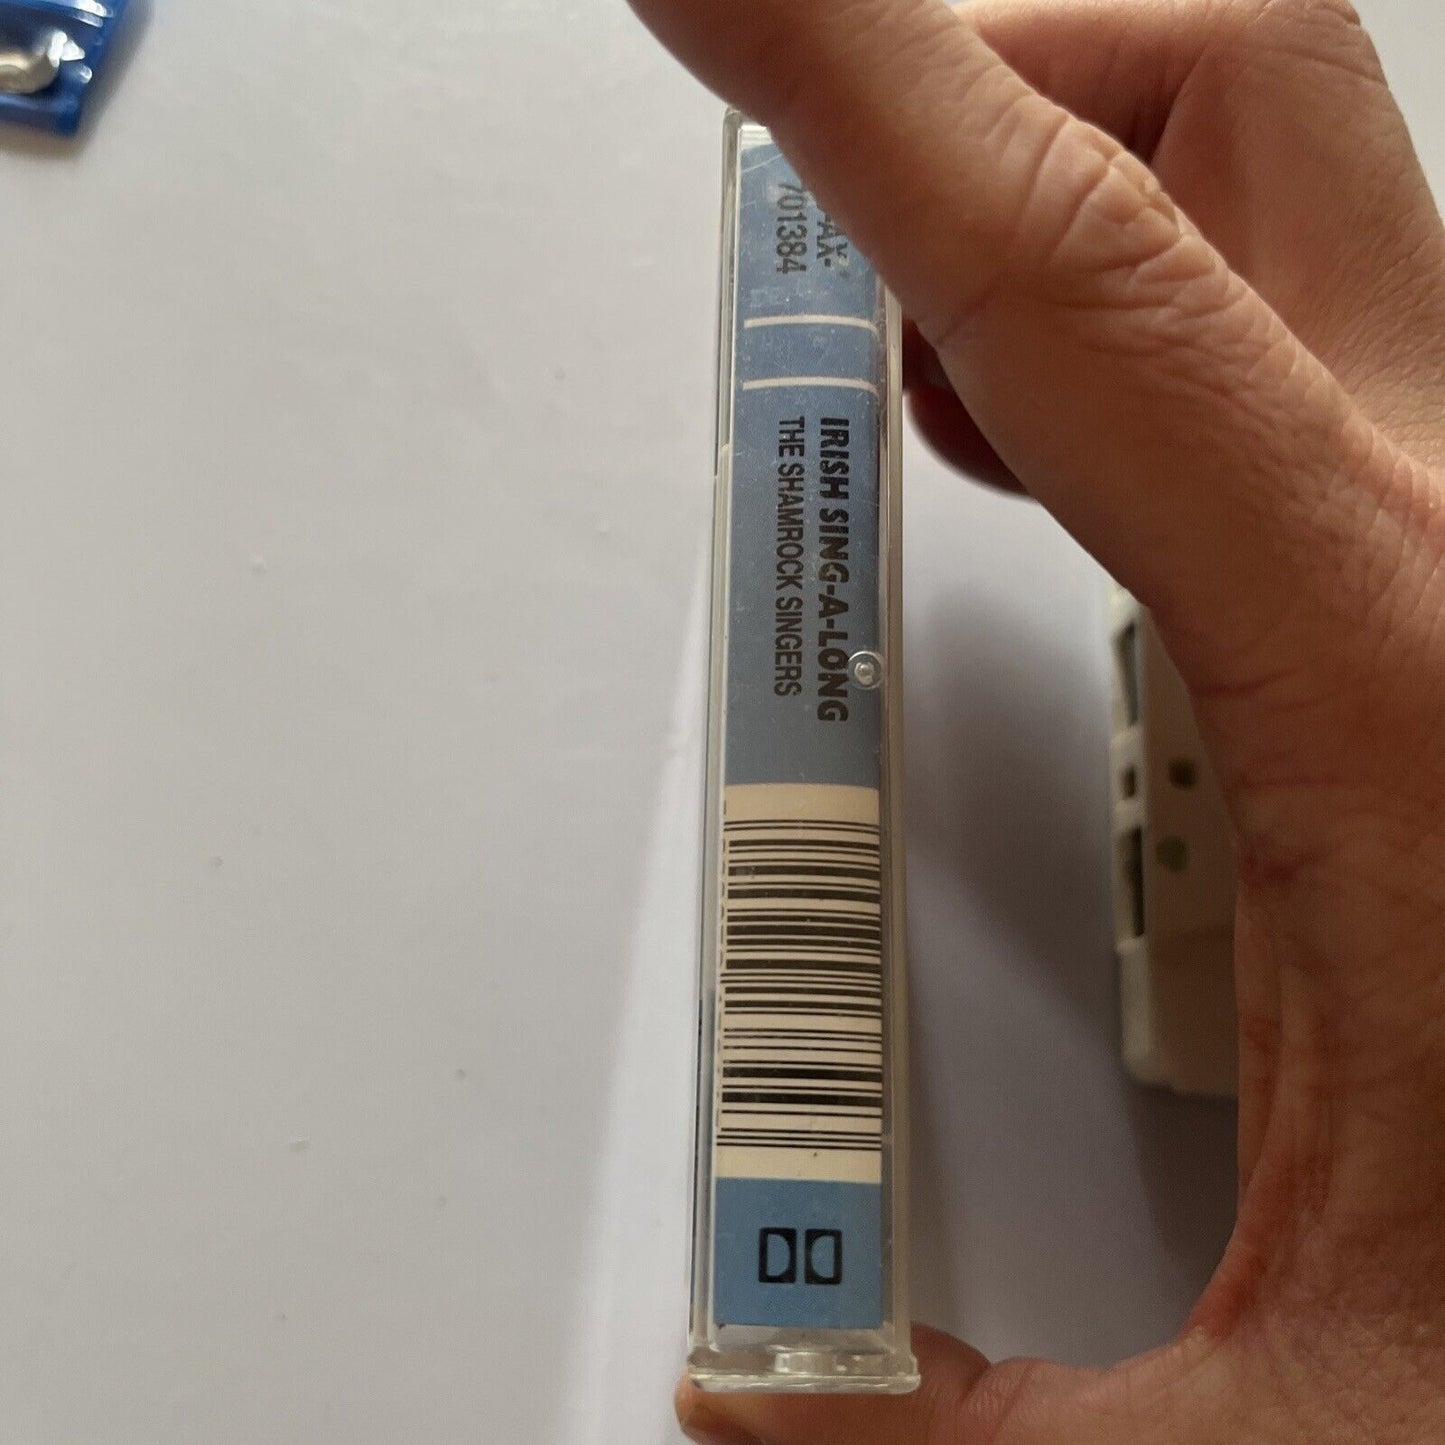 701384
IRISH SING-A-LONG
THE SHAMROCK SINGERS